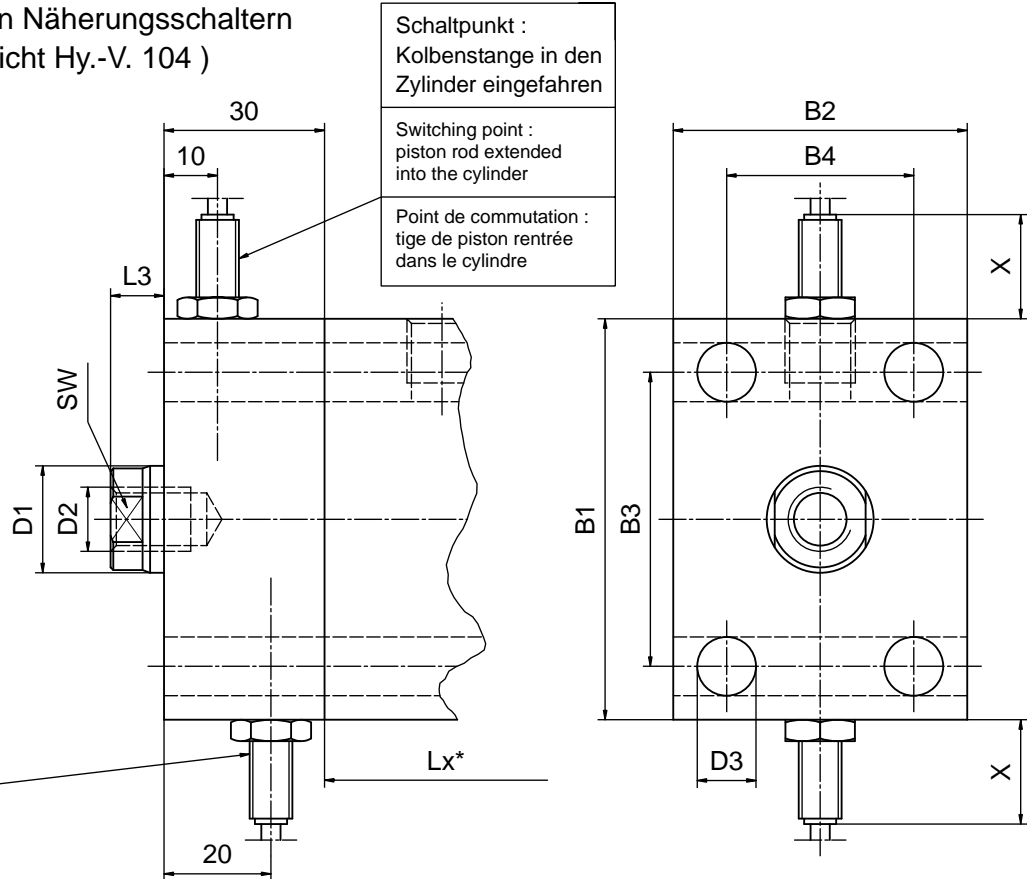 n Näherungsschaltern
icht Hy.-V. 104 )
Schaltpunkt :
Kolbenstange in den
Zylinder eingefahren
Switching point :
piston rod extended
into the cylinder
Point de commutation :
tige de piston rentrée
dans le cylindre
30
10
L3
SW
D1
D2
20
Lx*
B2
B4
X
B1
B3
D3
X